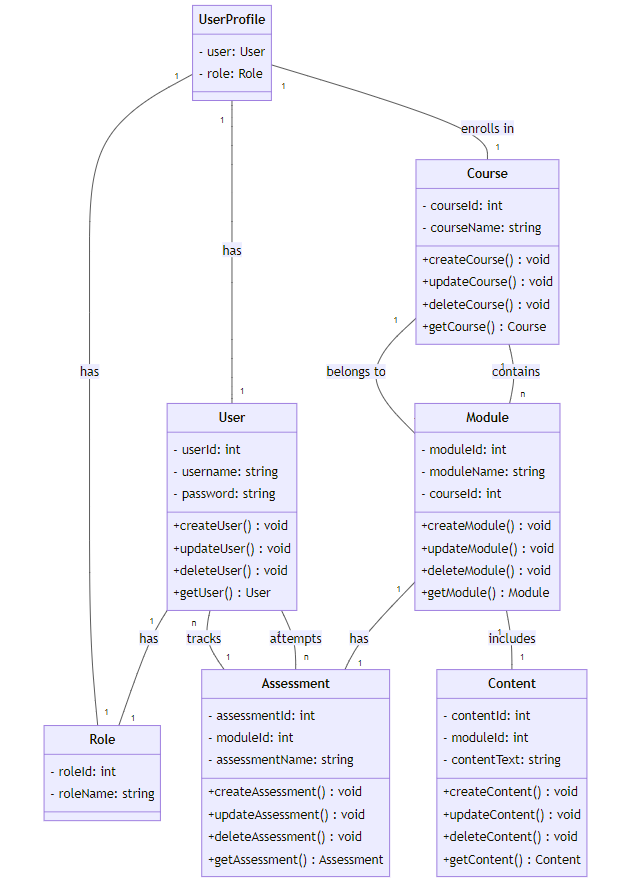 UserProfile
- user: User
- role: Role
1
1
1
enrolls in
1
Course
- courseId: int
- courseName: string
+createCourse() : void
+updateCourse() : void
+deleteCourse() : void
+getCourse() : Course
has
1
1
has
belongs to
contains
1
n
User
- userId: int
- username: string
- password: string
+createUser() : void
+updateUser() : void
+deleteUser() : void
+getUser() : User
Module
- moduleId: int
- moduleName: string
- courseId: int
+createModule() : void
+updateModule() : void
+deleteModule() : void
+getModule() : Module
1
n
1
1
1
has
tracks
attempts
has
includes
1
n
1
1
1
1
Assessment
- assessmentId: int
- moduleId: int
- assessmentName: string
+createAssessment() : void
+updateAssessment() : void
+deleteAssessment() : void
+getAssessment() : Assessment
Content
- contentId: int
- moduleId: int
- contentText: string
+createContent() : void
+updateContent() : void
+deleteContent() : void
+getContent() : Content
Role
- roleId: int
- roleName: string